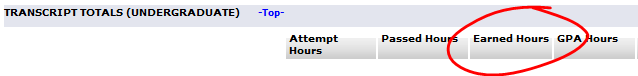 TRANSCRIPT TOTALS (UNDERGRADUATE) -Top-
Attempt Hours Passed Hours Earned Hours GPA Hours